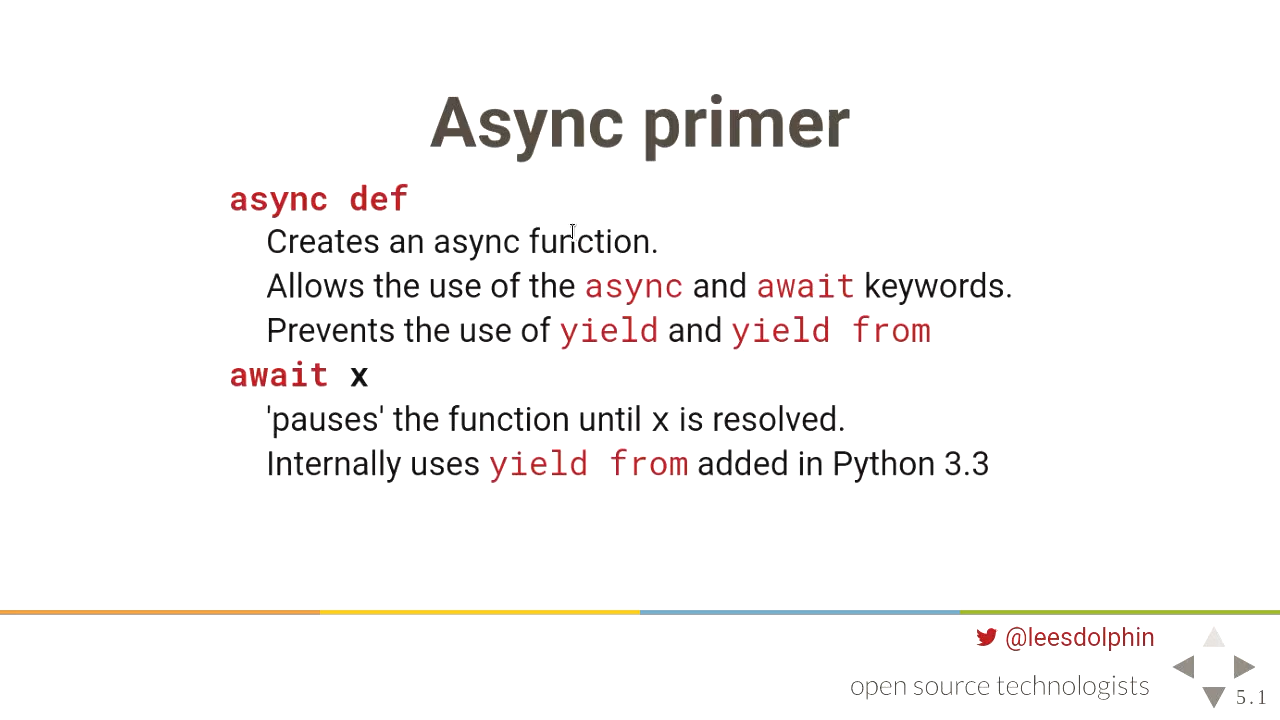 Async primer
async def
Creates an async function.
Allows the use of the async and await keywords.
Prevents the use of yield and yield from
await x
'pauses' the function until x is resolved.
Internally uses yield from added in Python 3.3
@leesdolphin
open source technologists
5.1